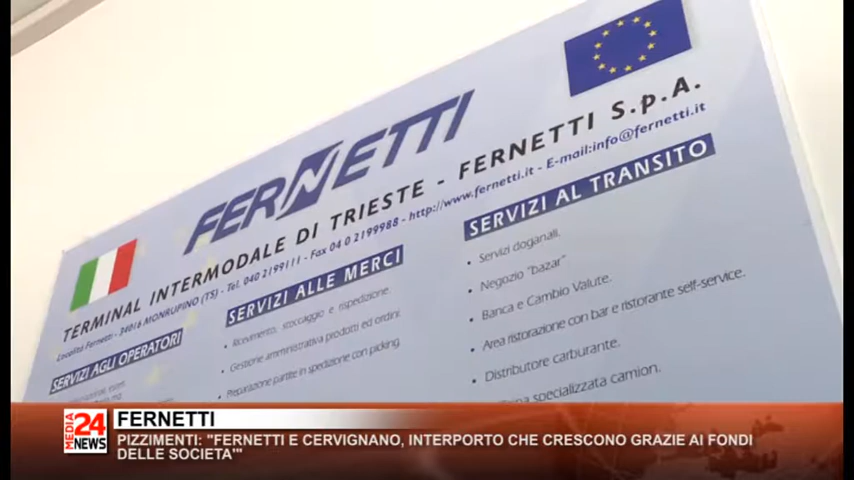 FERNETTI
TERMINAL INTERMODALE DI TRIESTE - FERNETTI S.p.A.
Località Fernetti - 34016 MONRUPINO (TS) - Tel. 040 2199111 - Fax 04 0 2199988 - http://www.fernetti.it - E-mail:info@fernetti.it
SERVIZI AGLI OPERATORI
SERVIZI ALLE MERCI
• Ricevimento, stoccaggio e rispedizione.
• Gestione amministrativa prodotti ed ordini.
• Preparazione partite in spedizione con picking.
SERVIZI AL TRANSITO
• Servizi doganali.
• Negozio "bazar"
• Banca e Cambio Valute.
• Area ristorazione con bar e ristorante self-service.
• Distributore carburante.
specializzata camion.
MEDIA 24 NEWS
FERNETTI
PIZZIMENTI: "FERNETTI E CERVIGNANO, INTERPORTO CHE CRESCONO GRAZIE AI FONDI
DELLE SOCIETA'"